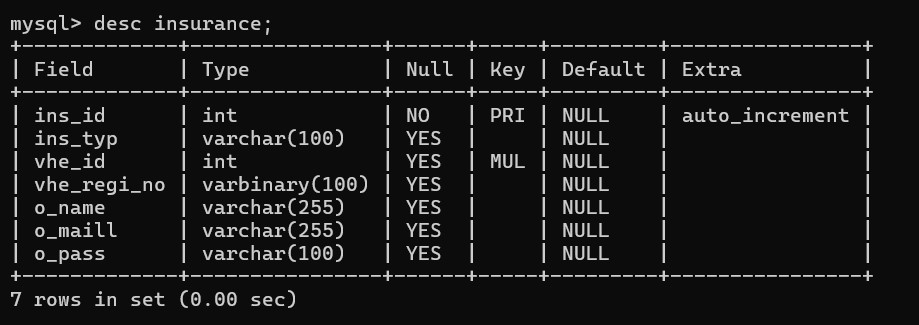 mysql> desc insurance;
+-------------+----------------+------+-----+---------+----------------+
| Field       | Type           | Null | Key | Default | Extra          |
+-------------+----------------+------+-----+---------+----------------+
| ins_id      | int            | NO   | PRI | NULL    | auto_increment |
| ins_typ     | varchar(100)   | YES  |     | NULL    |                |
| vhe_id      | int            | YES  | MUL | NULL    |                |
| vhe_regi_no | varbinary(100) | YES  |     | NULL    |                |
| o_name      | varchar(255)   | YES  |     | NULL    |                |
| o_maill     | varchar(255)   | YES  |     | NULL    |                |
| o_pass      | varchar(100)   | YES  |     | NULL    |                |
+-------------+----------------+------+-----+---------+----------------+
7 rows in set (0.00 sec)